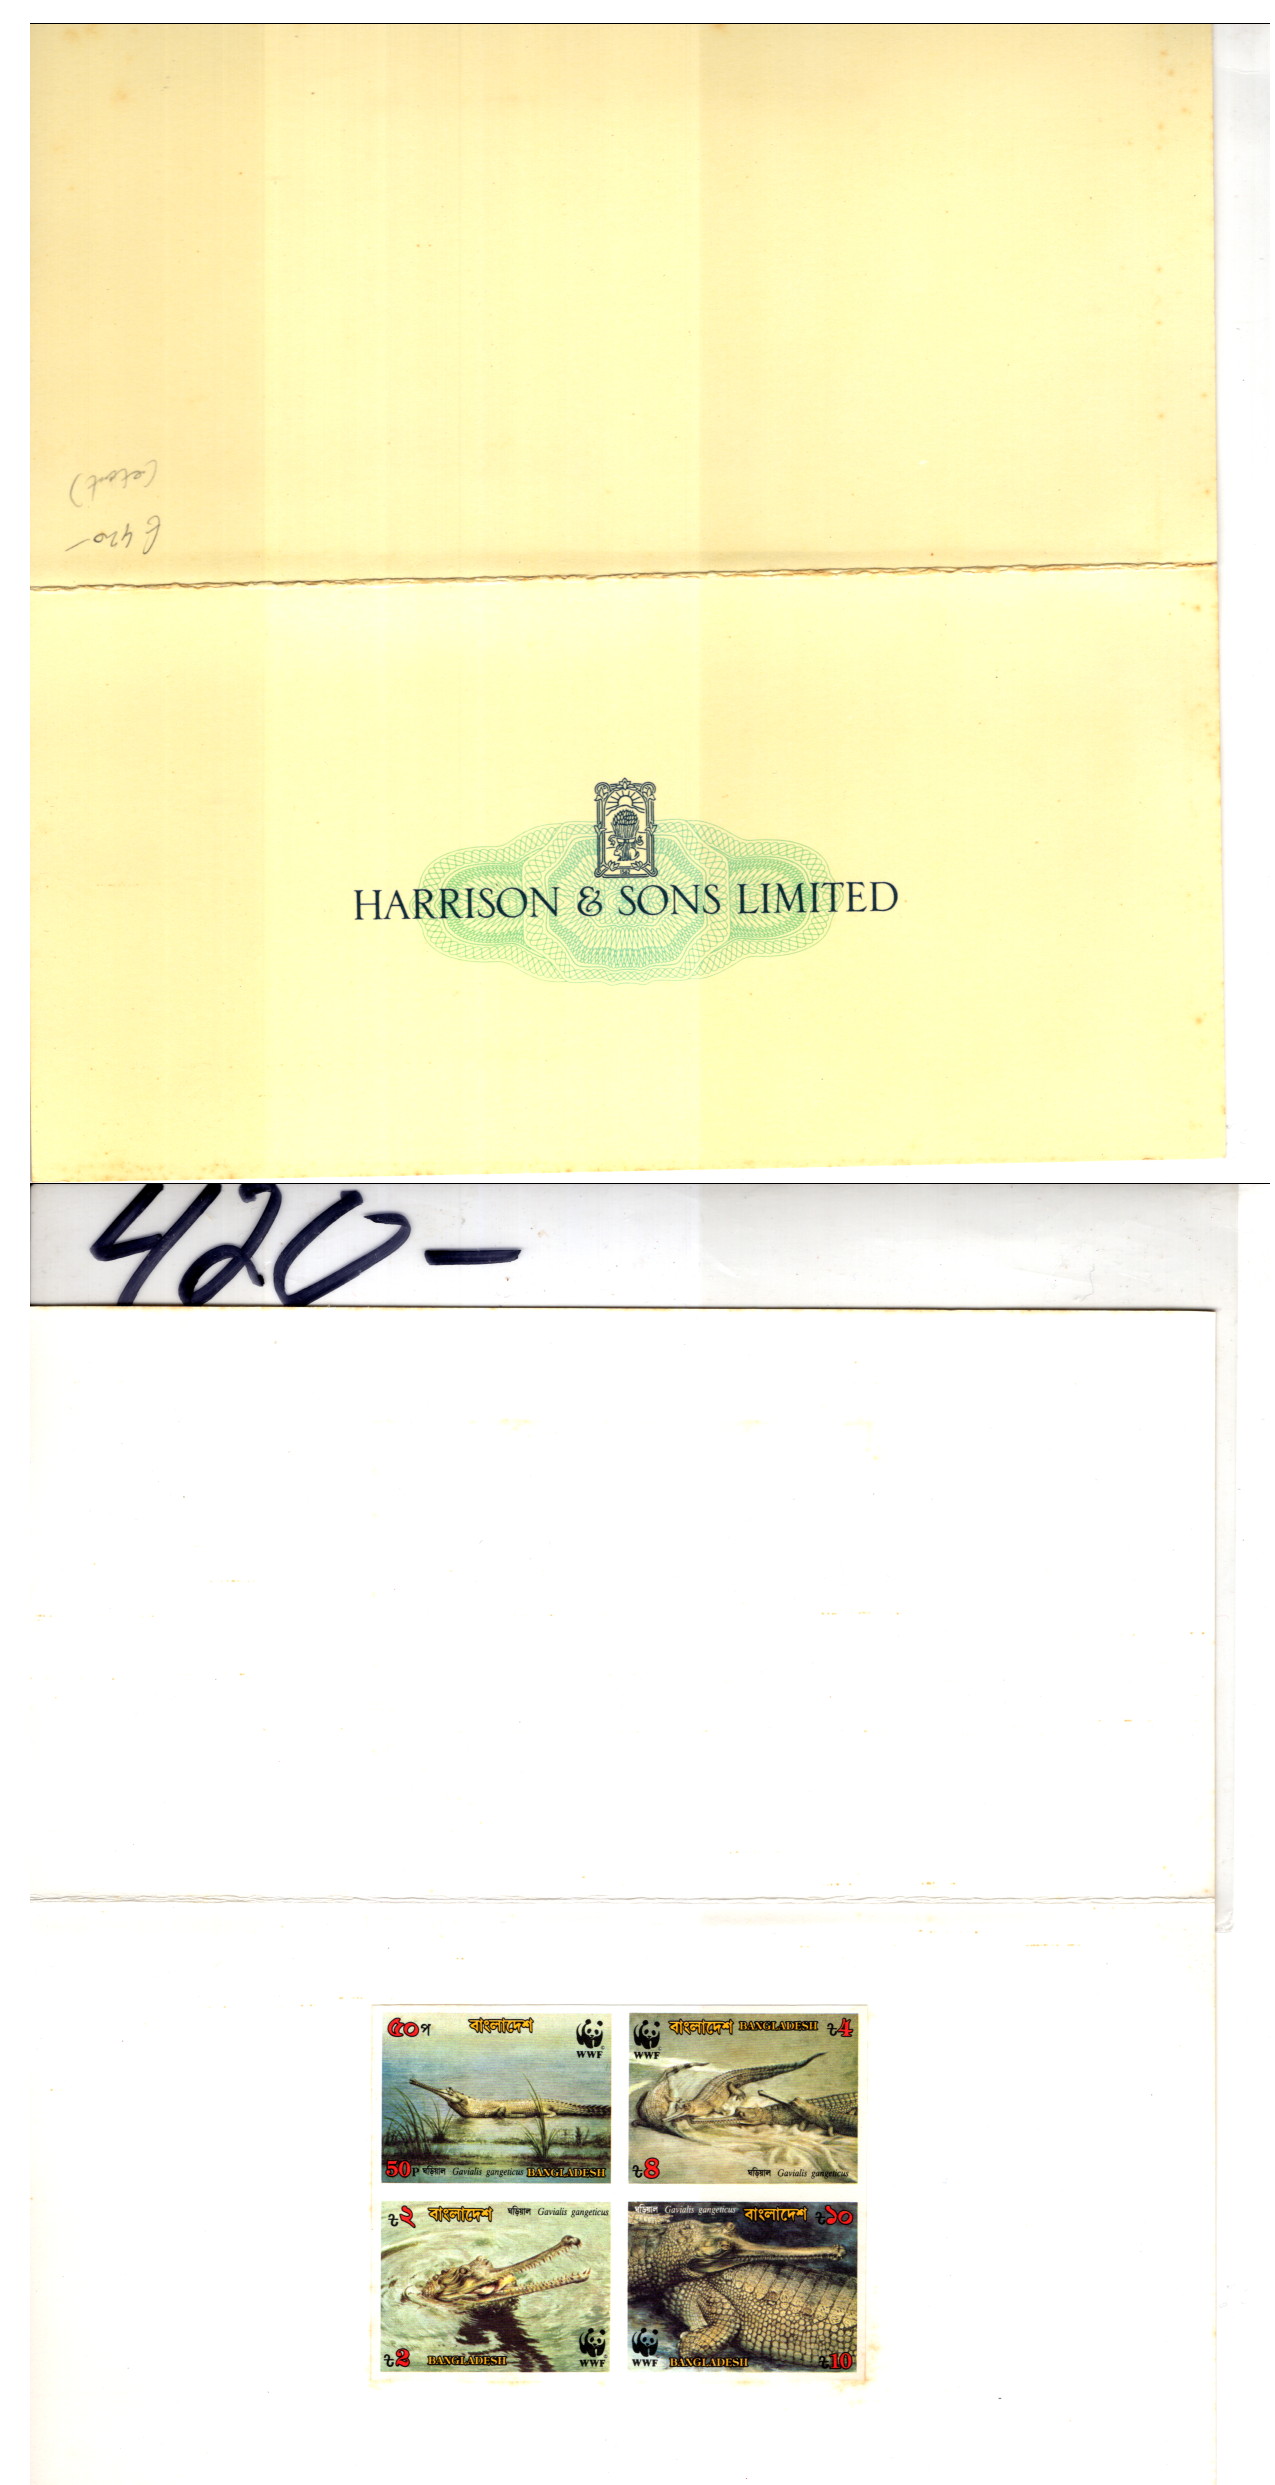 420-
HARRISON & SONS LIMITED
420-
৫০প বাংলাদেশ
WWF
50P ঘড়িয়াল Gavialis gangeticus BANGLADESH
WWF
বাংলাদেশ BANGLADESH ৳4
৳৪ ঘড়িয়াল Gavialis gangeticus
৳২ বাংলাদেশ ঘড়িয়াল Gavialis gangeticus
৳2 BANGLADESH WWF
ঘড়িয়াল Gavialis gangeticus বাংলাদেশ ৳১০
WWF BANGLADESH ৳10